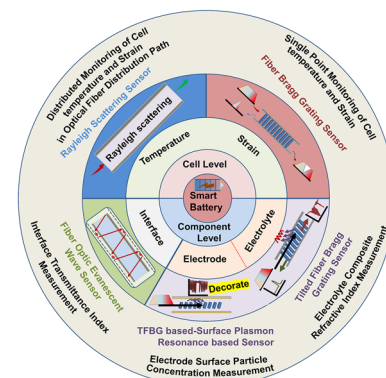 Distributed Monitoring of Cell
temperature and Strain
in Optical Fiber Distribution Path
Rayleigh Scattering Sensor
Rayleigh scattering
Single Point Monitoring of Cell
temperature and Strain
Fiber Bragg Grating Sensor
Temperature
Strain
Cell Level
Smart
Battery
Component
Level
Interface
Electrode
Electrolyte
Fiber Optic Evanescent
Wave Sensor
Interface Transmittance Index
Measurement
Tilted Fiber Bragg
Grating Sensor
Electrolyte Composite
Refractive Index Measurement
Decorate
TFBG based-Surface Plasmon
Resonance based Sensor
Electrode Surface Particle
Concentration Measurement